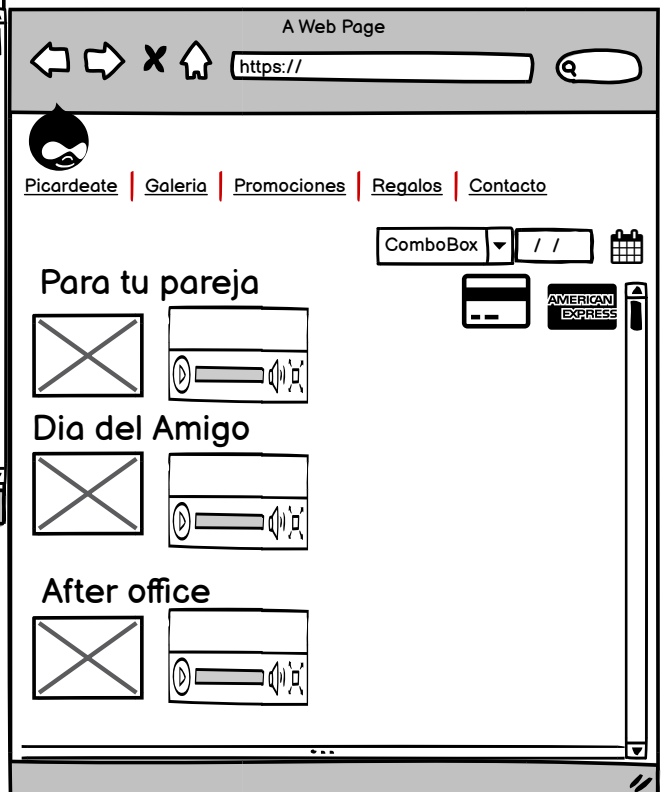 A Web Page
https://
Picardeate Galeria Promociones Regalos Contacto
ComboBox / /
Para tu pareja
AMERICAN
EXPRESS
Dia del Amigo
After office